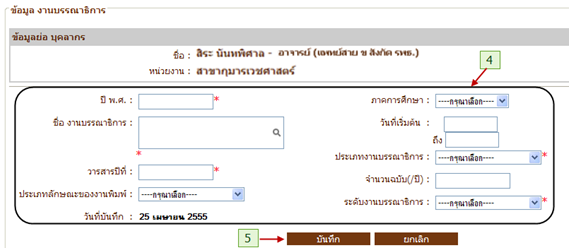 ข้อมูล งานบรรณาธิการ
ข้อมูลย่อ บุคลากร
ชื่อ : สิระ นันทพิศาล - อาจารย์ (แพทย์สาย ข สังกัด รพธ.)
หน่วยงาน : สาขากุมารเวชศาสตร์
4
ปี พ.ศ. : * ภาคการศึกษา : ----กรุณาเลือก----
ชื่อ งานบรรณาธิการ : * วันที่เริ่มต้น :
ถึง
ประเภทงานบรรณาธิการ : ----กรุณาเลือก---- *
วารสารปีที่ : * จำนวนฉบับ(/ปี) :
ประเภทลักษณะของงานพิมพ์ : ----กรุณาเลือก---- ระดับงานบรรณาธิการ : ----กรุณาเลือก---- *
วันที่บันทึก : 25 เมษายน 2555
5 บันทึก ยกเลิก